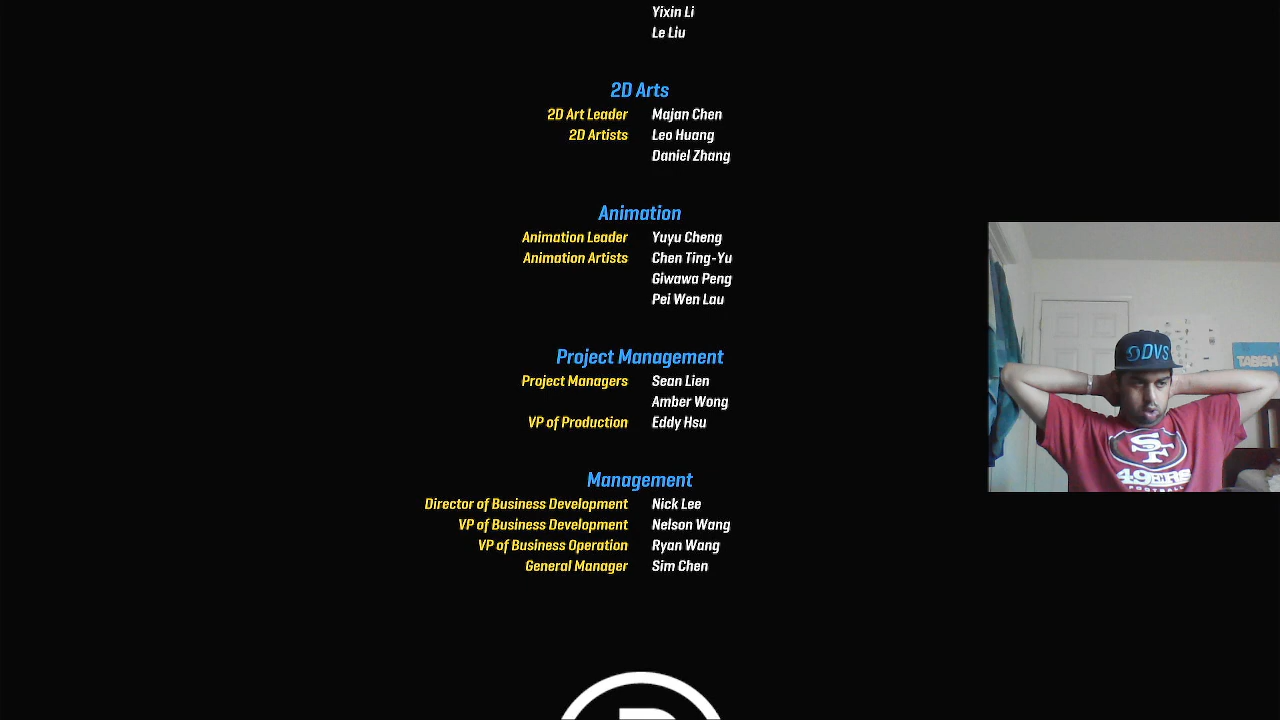 Yixin Li
Le Liu
2D Arts
2D Art Leader Majan Chen
2D Artists Leo Huang
Daniel Zhang
Animation
Animation Leader Yuyu Cheng
Animation Artists Chen Ting-Yu
Giwawa Peng
Pei Wen Lau
Project Management
Project Managers Sean Lien
Amber Wong
VP of Production Eddy Hsu
Management
Director of Business Development Nick Lee
VP of Business Development Nelson Wang
VP of Business Operation Ryan Wang
General Manager Sim Chen
DVS
TABISH
SF
49ERS
FOOTBALL